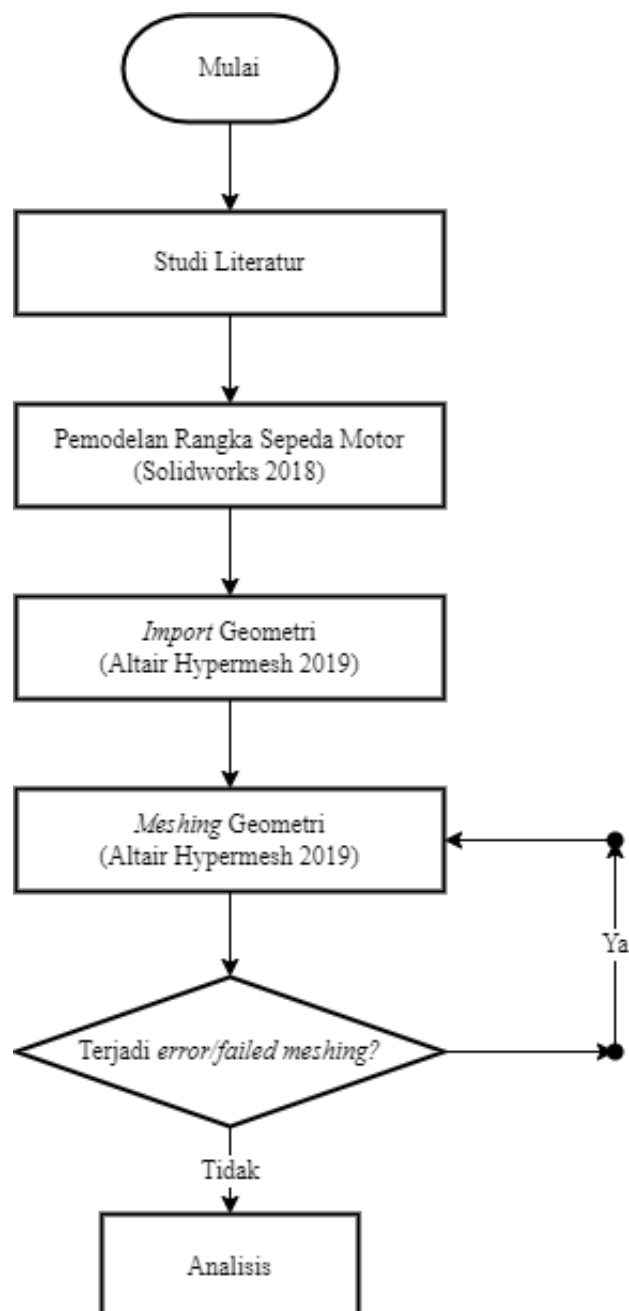 Mulai
Studi Literatur
Pemodelan Rangka Sepeda Motor
(Solidworks 2018)
Import Geometri
(Altair Hypermesh 2019)
Meshing Geometri
(Altair Hypermesh 2019)
Ya
Terjadi error/failed meshing?
Tidak
Analisis